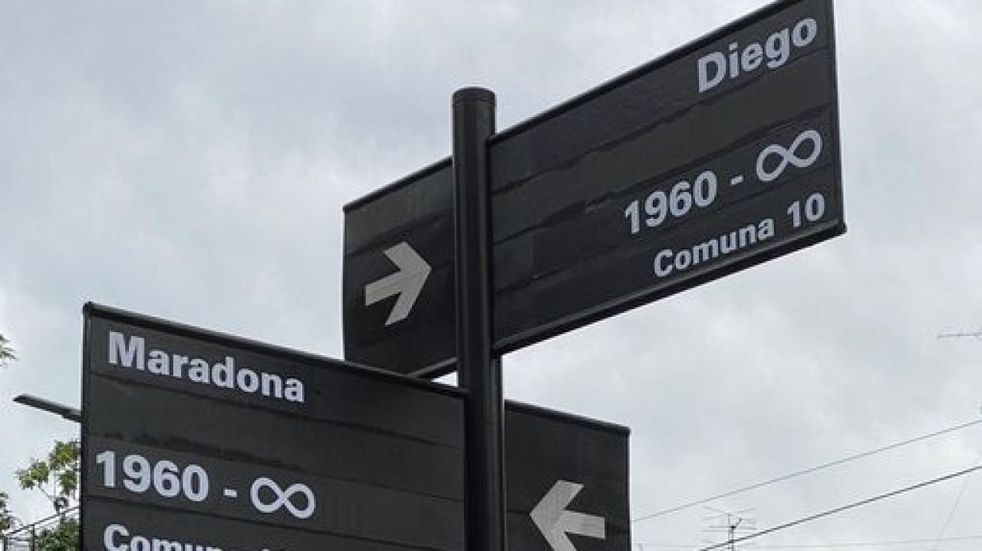 Diego
1960 - ∞
Comuna 10
Maradona
1960 - ∞